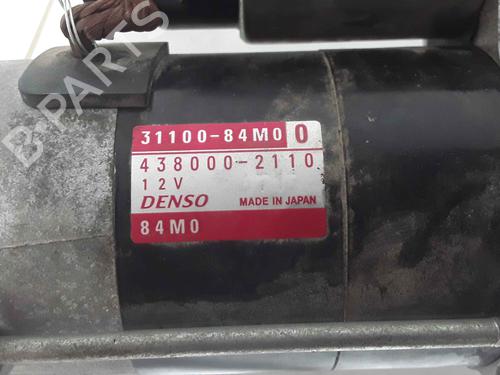 B-PARTS
31100-84M0 0
438000-2110
12V
DENSO MADE IN JAPAN
84M0